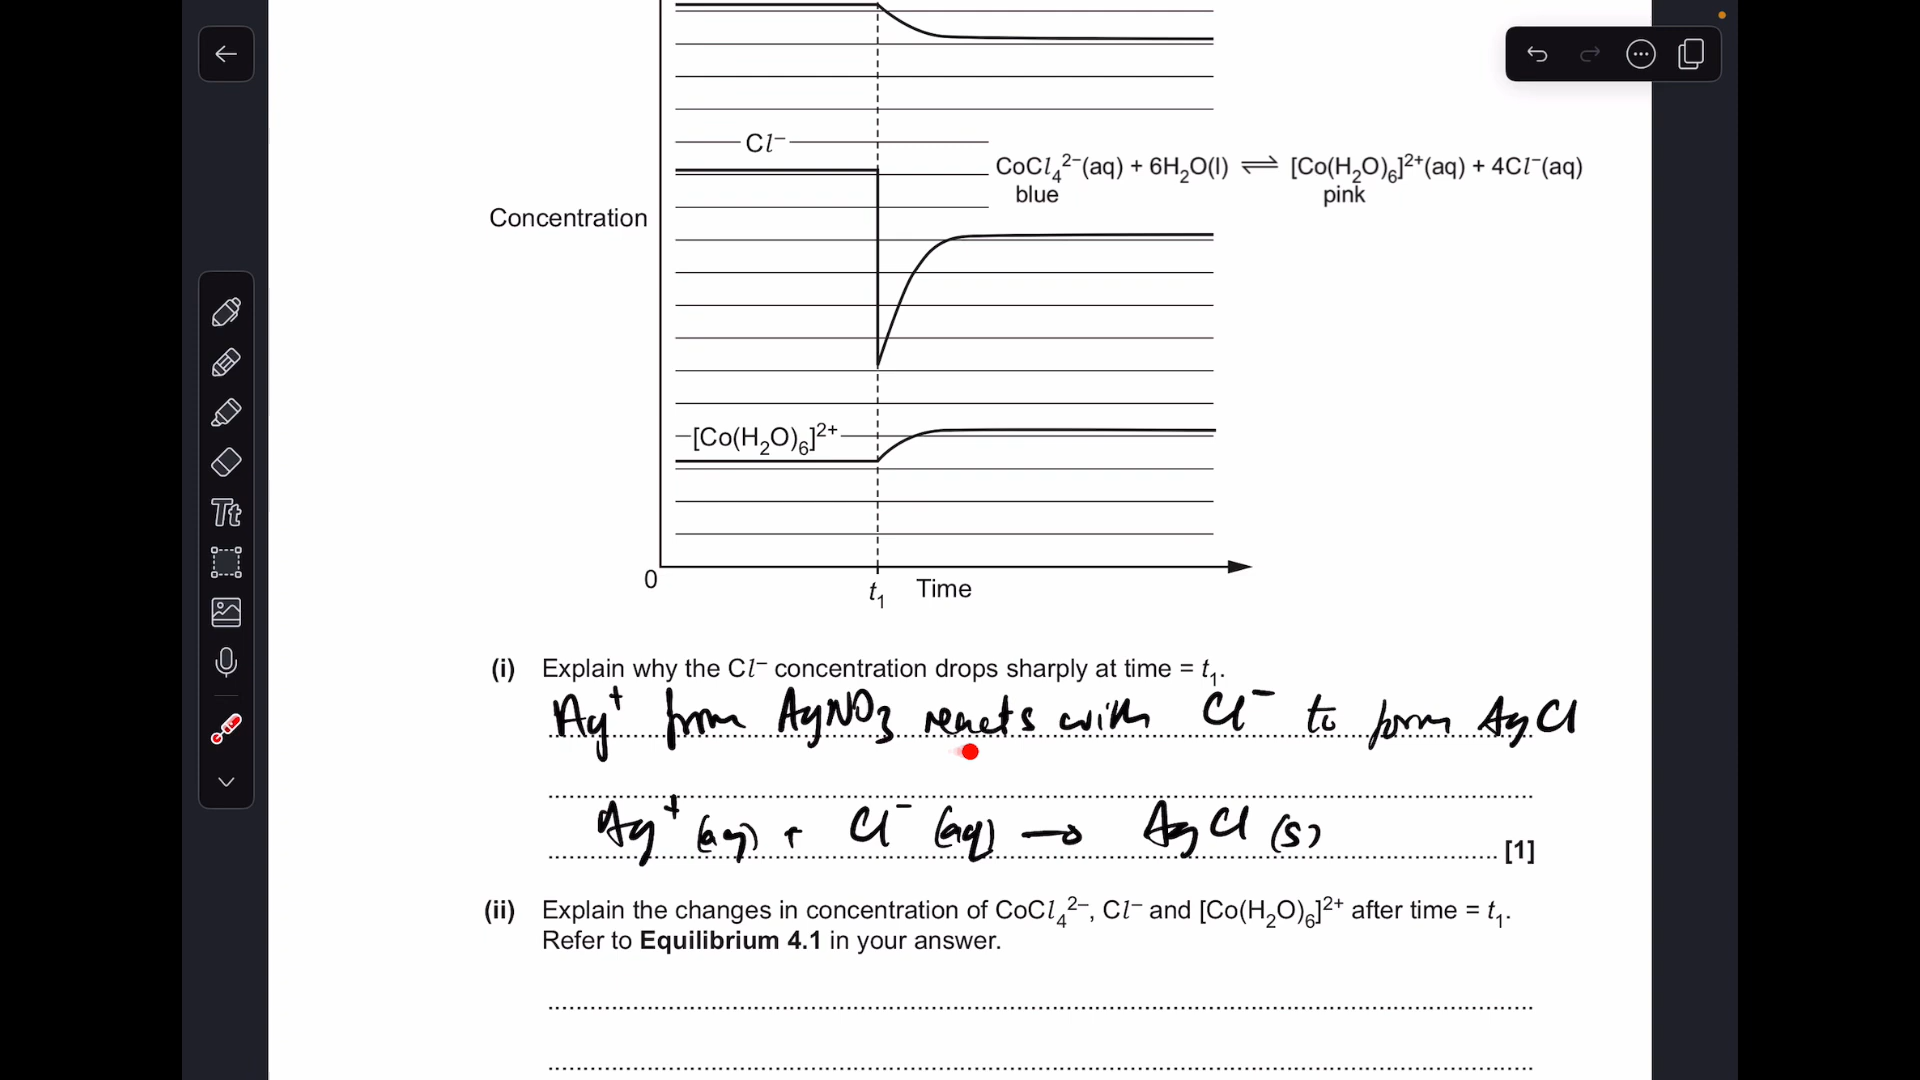 Cl⁻
CoCl₄²⁻(aq) + 6H₂O(l) ⇌ [Co(H₂O)₆]²⁺(aq) + 4Cl⁻(aq)
blue pink
Concentration
[Co(H₂O)₆]²⁺
0
t₁ Time
(i) Explain why the Cl⁻ concentration drops sharply at time = t₁.
Ag⁺ from AgNO₃ reacts with Cl⁻ to form AgCl
Ag⁺ (aq) + Cl⁻ (aq) → AgCl (s)
[1]
(ii) Explain the changes in concentration of CoCl₄²⁻, Cl⁻ and [Co(H₂O)₆]²⁺ after time = t₁.
Refer to Equilibrium 4.1 in your answer.
Tt